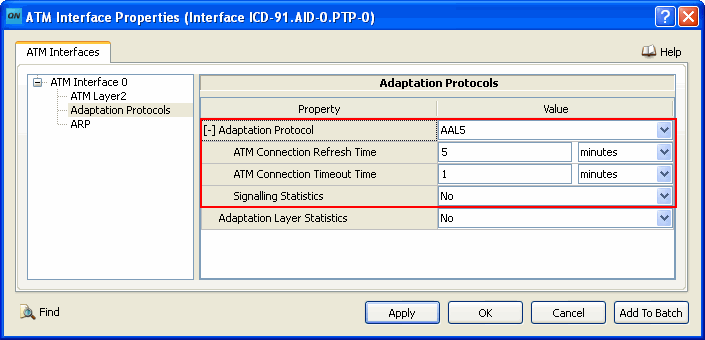 QN ATM Interface Properties (Interface ICD-91.AID-0.PTP-0)
ATM Interfaces
Help
ATM Interface 0
ATM Layer2
Adaptation Protocols
ARP
Adaptation Protocols
Property Value
[-] Adaptation Protocol AAL5
ATM Connection Refresh Time 5 minutes
ATM Connection Timeout Time 1 minutes
Signalling Statistics No
Adaptation Layer Statistics No
Find
Apply OK Cancel Add To Batch